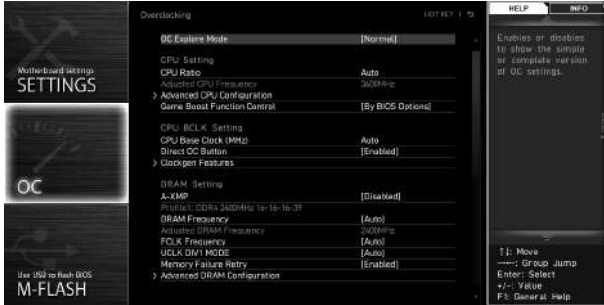 Overclocking
HOT KEY
HELP
INFO
OC Explore Mode [Normal]
Enables or disables
to show the simple
or complete version
of OC settings.
CPU Setting
CPU Ratio Auto
Adjusted CPU Frequency 3600MHz
> Advanced CPU Configuration
Game Boost Function Control [By BIOS Options]
Motherboard settings
SETTINGS
CPU BCLK Setting
CPU Base Clock (MHz) Auto
Direct OC Button [Enabled]
> Clockgen Features
OC
DRAM Setting
A-XMP [Disabled]
Profile1: DDR4 2400MHz 16-16-16-39
DRAM Frequency [Auto]
Adjusted DRAM Frequency 2400MHz
FCLK Frequency [Auto]
UCLK DIV1 MODE [Auto]
Memory Failure Retry [Enabled]
> Advanced DRAM Configuration
Use USB to flash BIOS
M-FLASH
↑↓: Move
Group Jump
Enter: Select
+/-: Value
F1: General Help